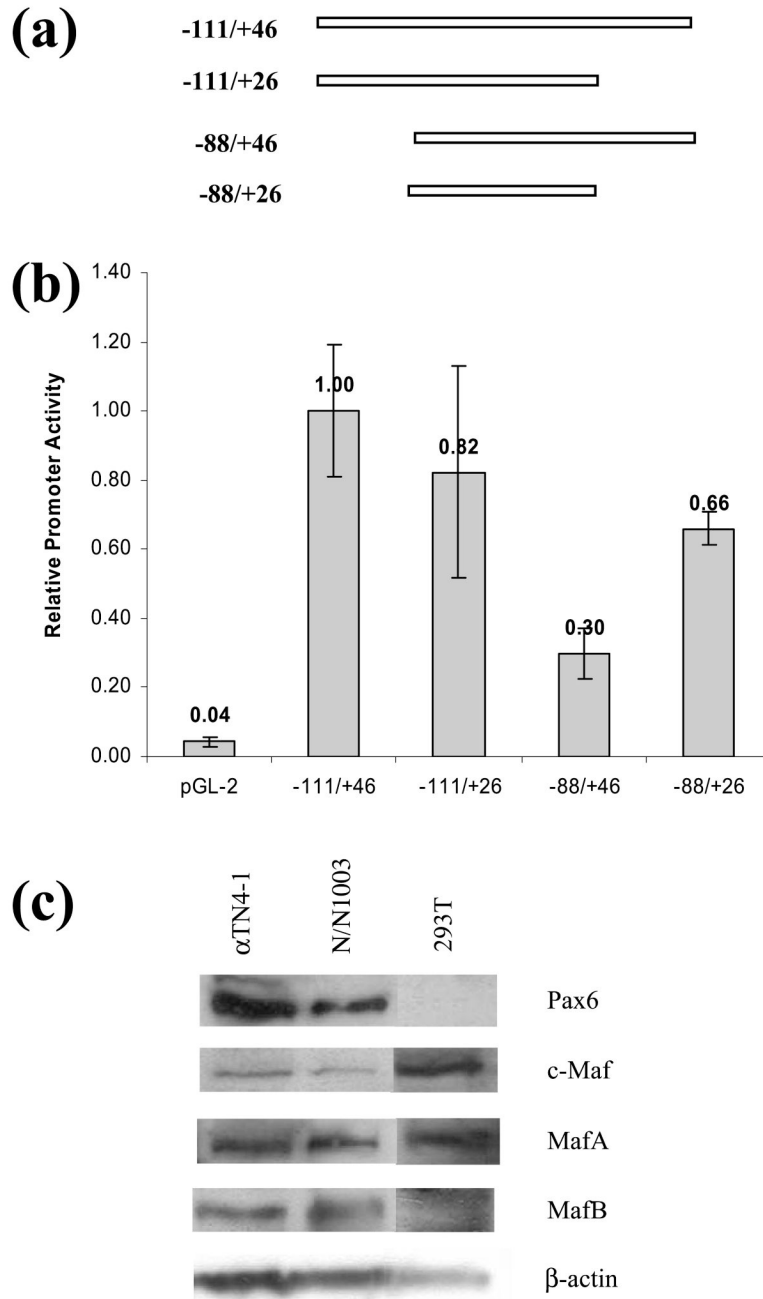 (a)
-111/+46
-111/+26
-88/+46
-88/+26
(b)
Relative Promoter Activity
1.40
1.20
1.00
0.80
0.60
0.40
0.20
0.00
0.04
1.00
0.82
0.30
0.66
pGL-2
-111/+46
-111/+26
-88/+46
-88/+26
(c)
αTN4-1
N/N1003
293T
Pax6
c-Maf
MafA
MafB
β-actin